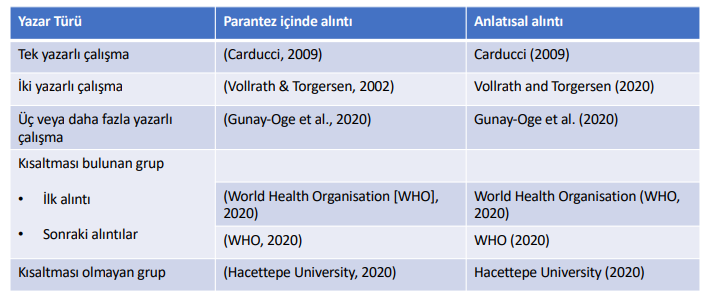 Yazar Türü Parantez içinde alıntı Anlatısal alıntı
Tek yazarlı çalışma (Carducci, 2009) Carducci (2009)
İki yazarlı çalışma (Vollrath & Torgersen, 2002) Vollrath and Torgersen (2020)
Üç veya daha fazla yazarlı (Gunay-Oge et al., 2020) Gunay-Oge et al. (2020)
çalışma
Kısaltması bulunan grup
• İlk alıntı (World Health Organisation [WHO], World Health Organisation (WHO,
2020) 2020)
• Sonraki alıntılar (WHO, 2020) WHO (2020)
Kısaltması olmayan grup (Hacettepe University, 2020) Hacettepe University (2020)